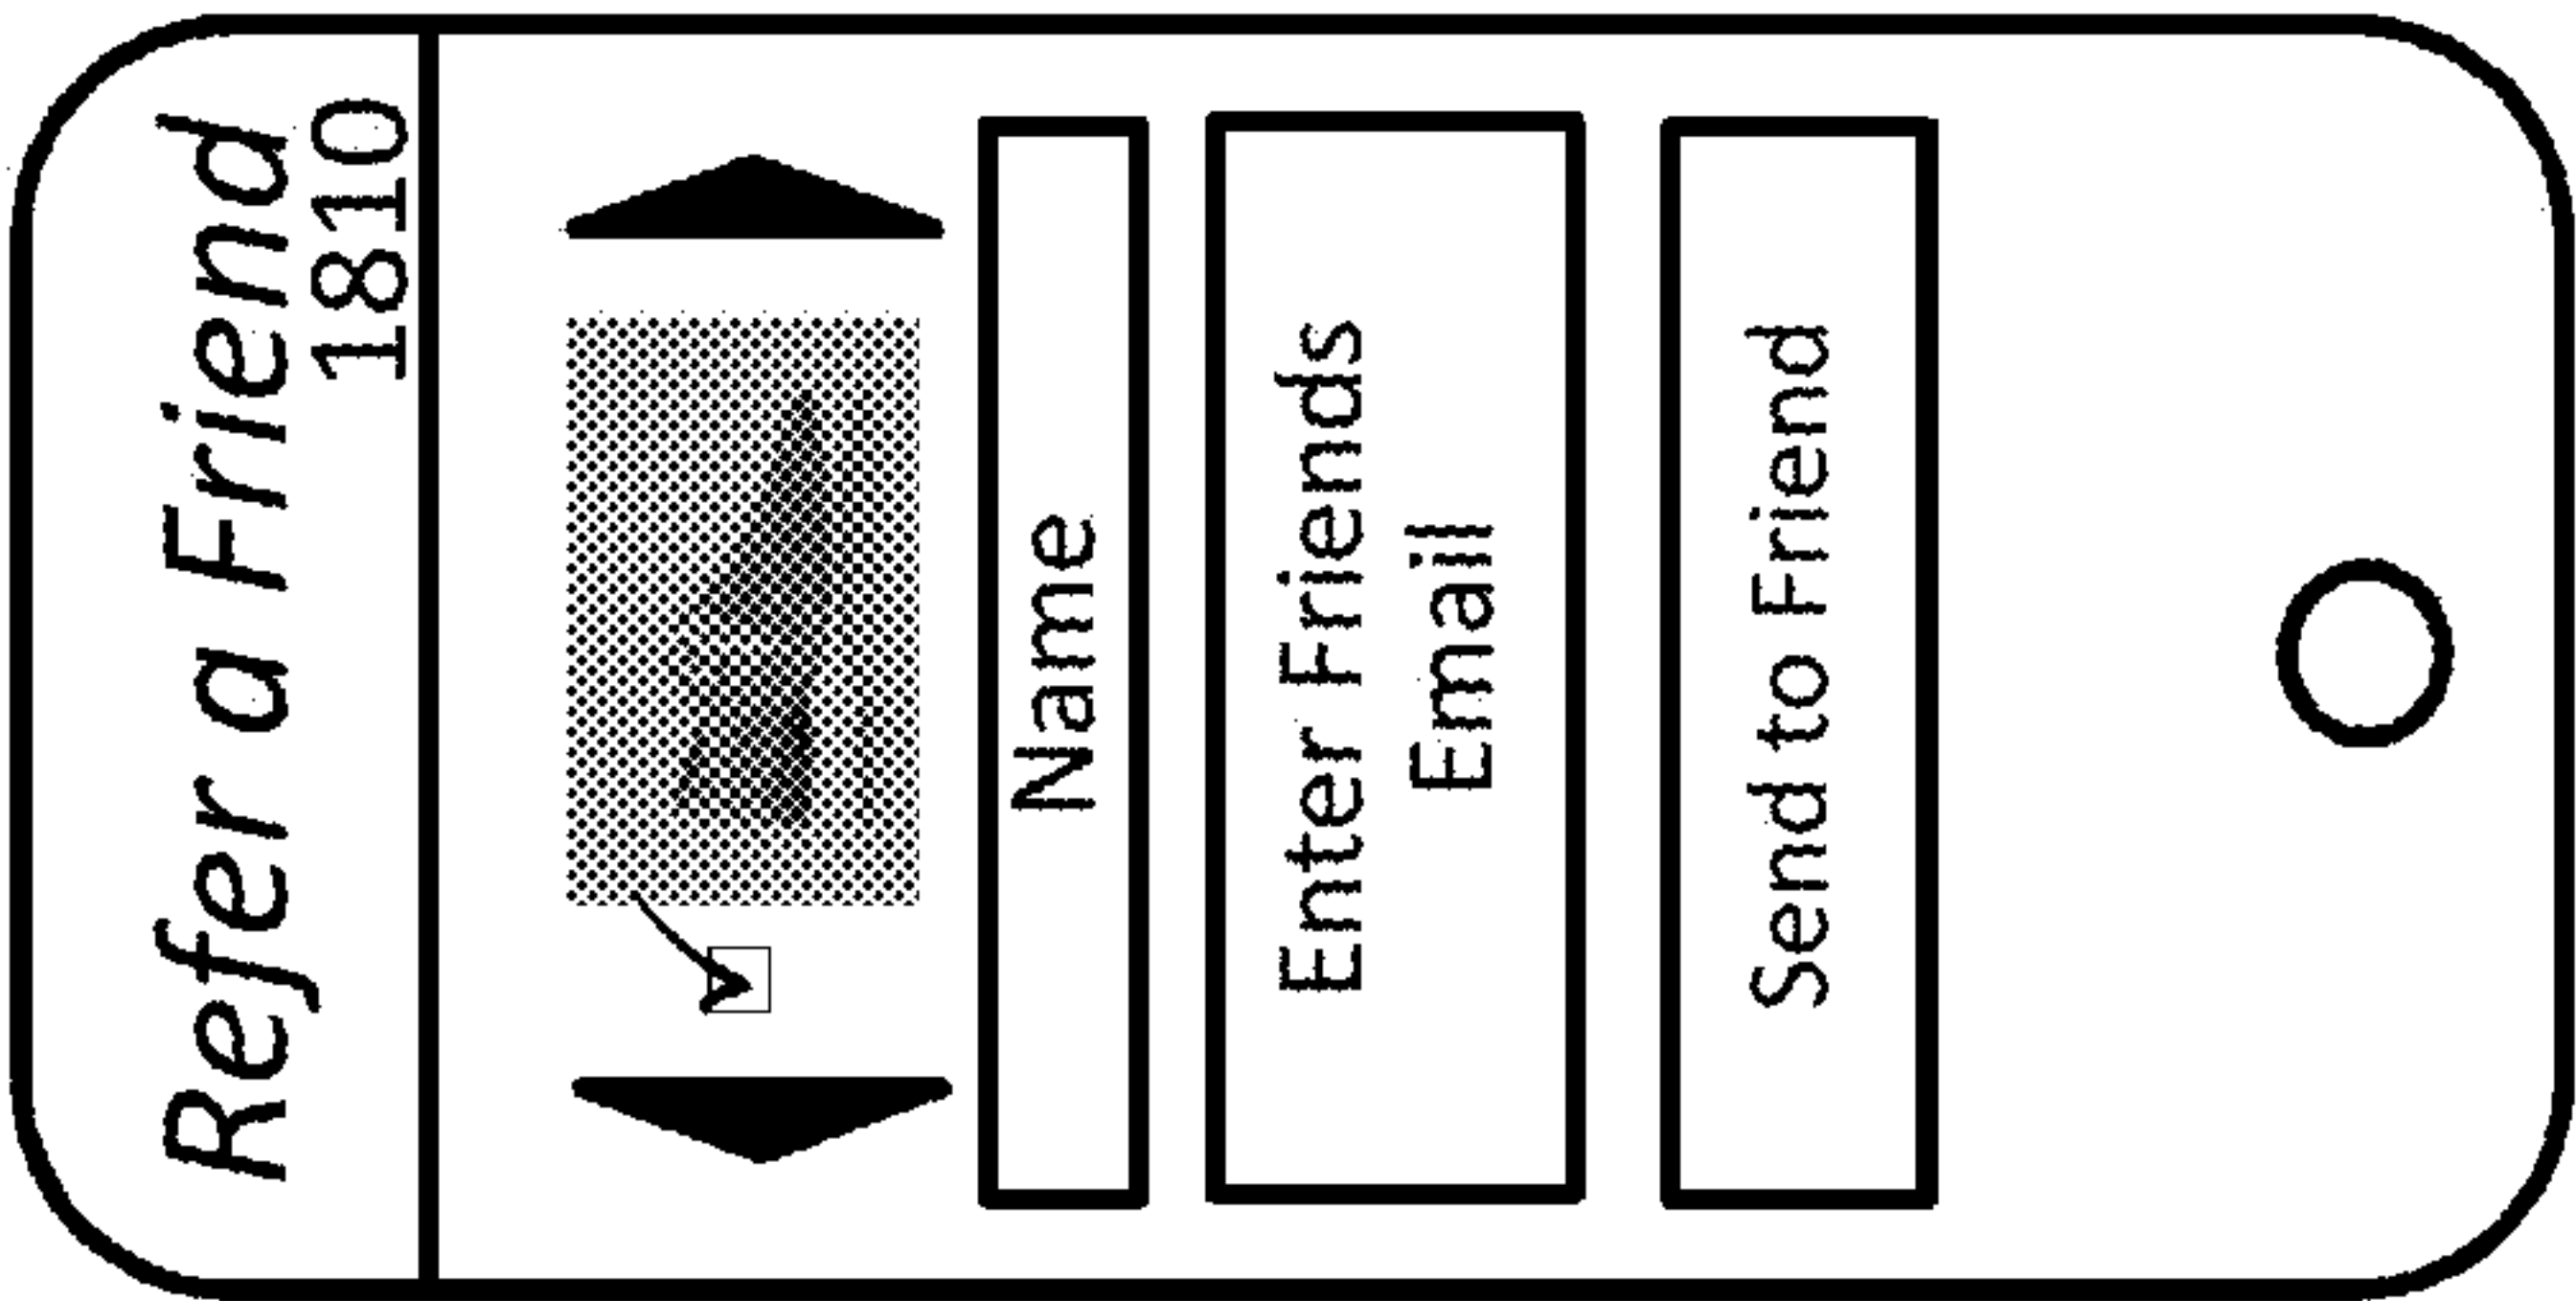 Refer a Friend
1810
Name
Enter Friends
Email
Send to Friend